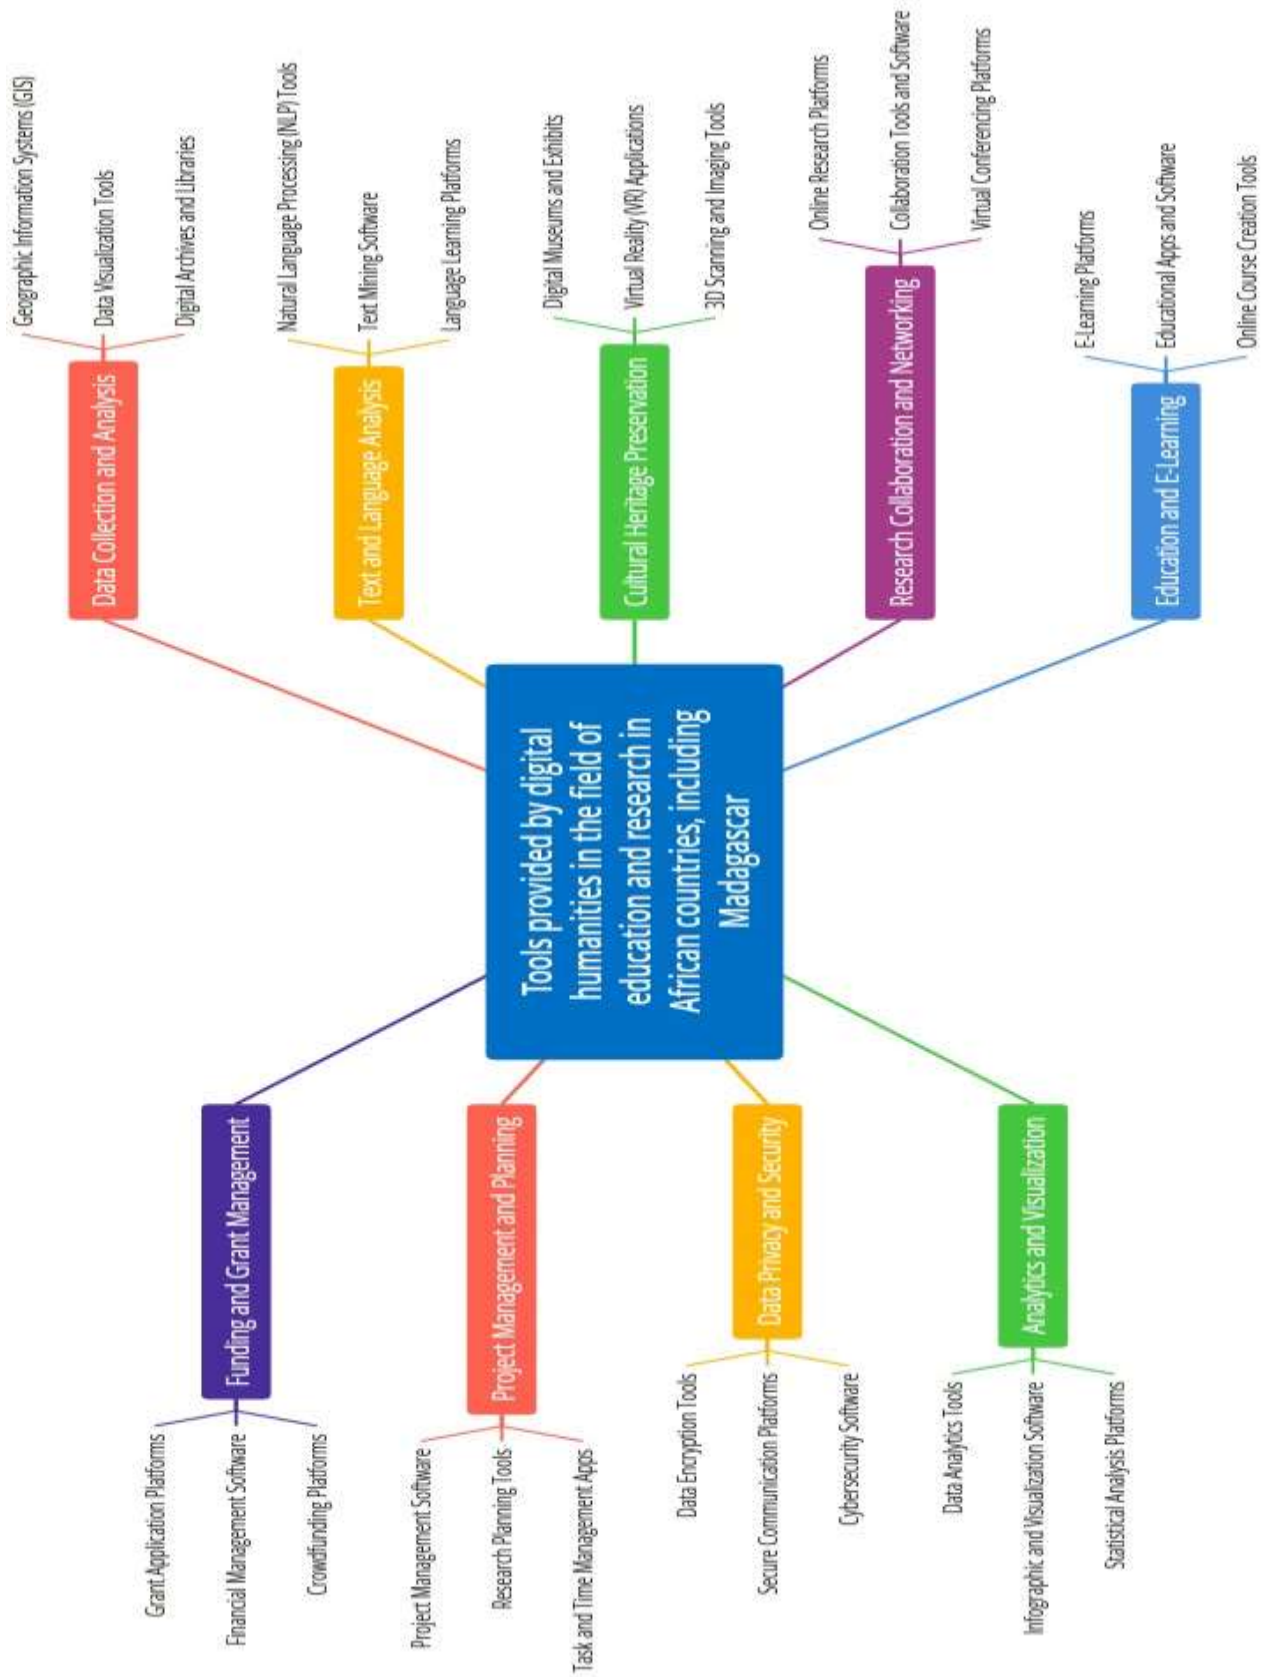 Tools provided by digital
humanities in the field of
education and research in
African countries, including
Madagascar
Data Collection and Analysis
Geographic Information Systems (GIS)
Data Visualization Tools
Digital Archives and Libraries
Text and Language Analysis
Natural Language Processing (NLP) Tools
Text Mining Software
Language Learning Platforms
Cultural Heritage Preservation
Digital Museums and Exhibits
Virtual Reality (VR) Applications
3D Scanning and Imaging Tools
Research Collaboration and Networking
Online Research Platforms
Collaboration Tools and Software
Virtual Conferencing Platforms
Education and E-Learning
E-Learning Platforms
Educational Apps and Software
Online Course Creation Tools
Funding and Grant Management
Grant Application Platforms
Financial Management Software
Crowdfunding Platforms
Project Management and Planning
Project Management Software
Research Planning Tools
Task and Time Management Apps
Data Privacy and Security
Data Encryption Tools
Secure Communication Platforms
Cybersecurity Software
Analytics and Visualization
Data Analytics Tools
Infographic and Visualization Software
Statistical Analysis Platforms